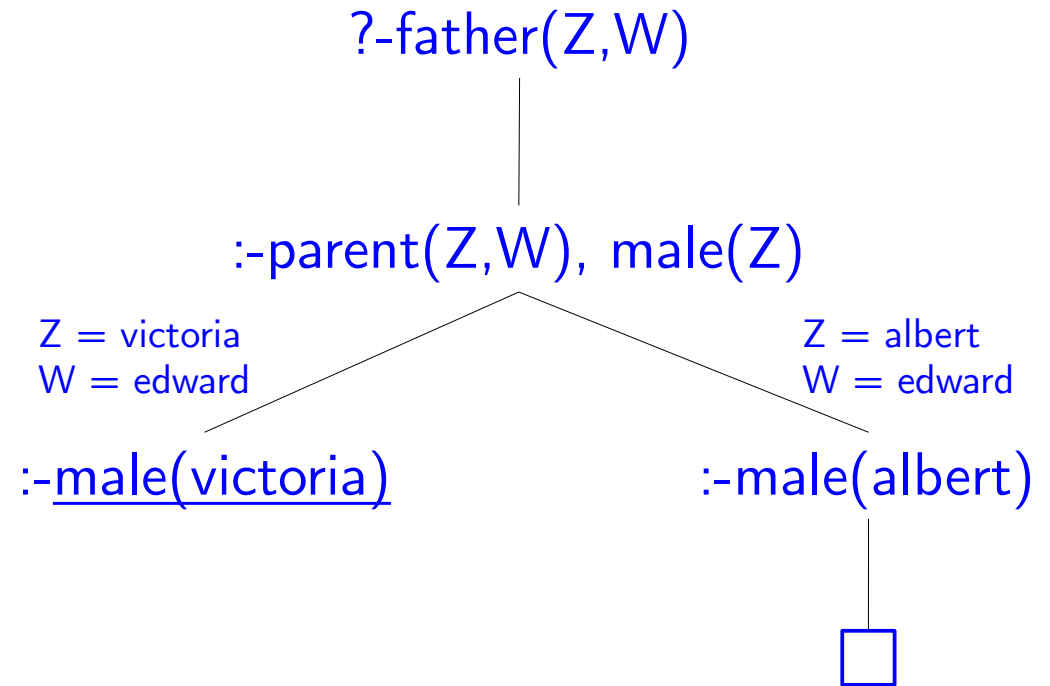 ?-father(Z,W)
:-parent(Z,W), male(Z)
Z = victoria
W = edward
Z = albert
W = edward
:-male(victoria)
:-male(albert)